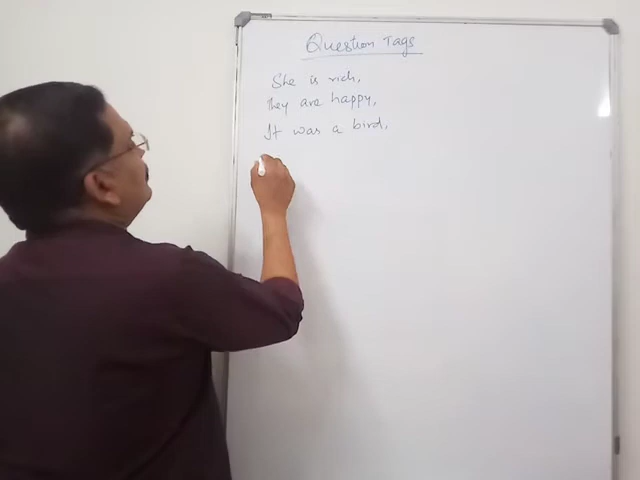 Question Tags
She is rich,
They are happy,
It was a bird,